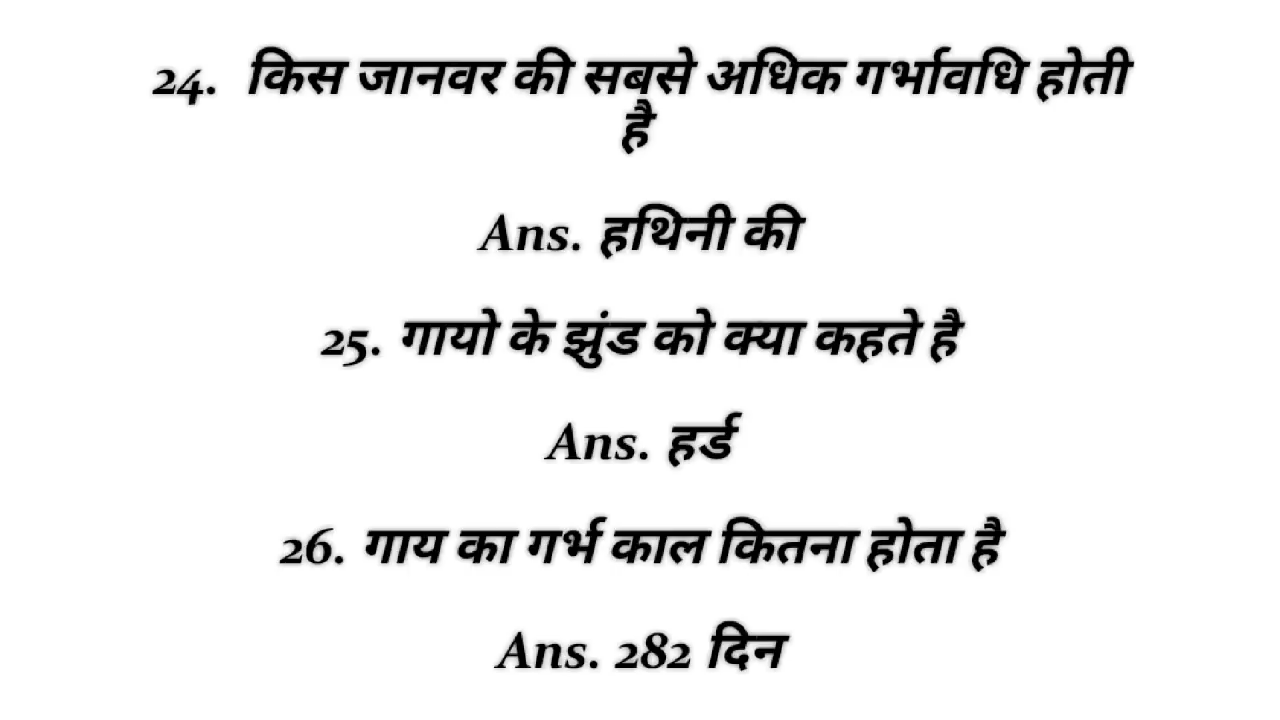 24. किस जानवर की सबसे अधिक गर्भावधि होती
है
Ans. हथिनी की
25. गायो के झुंड को क्या कहते है
Ans. हर्ड
26. गाय का गर्भ काल कितना होता है
Ans. 282 दिन